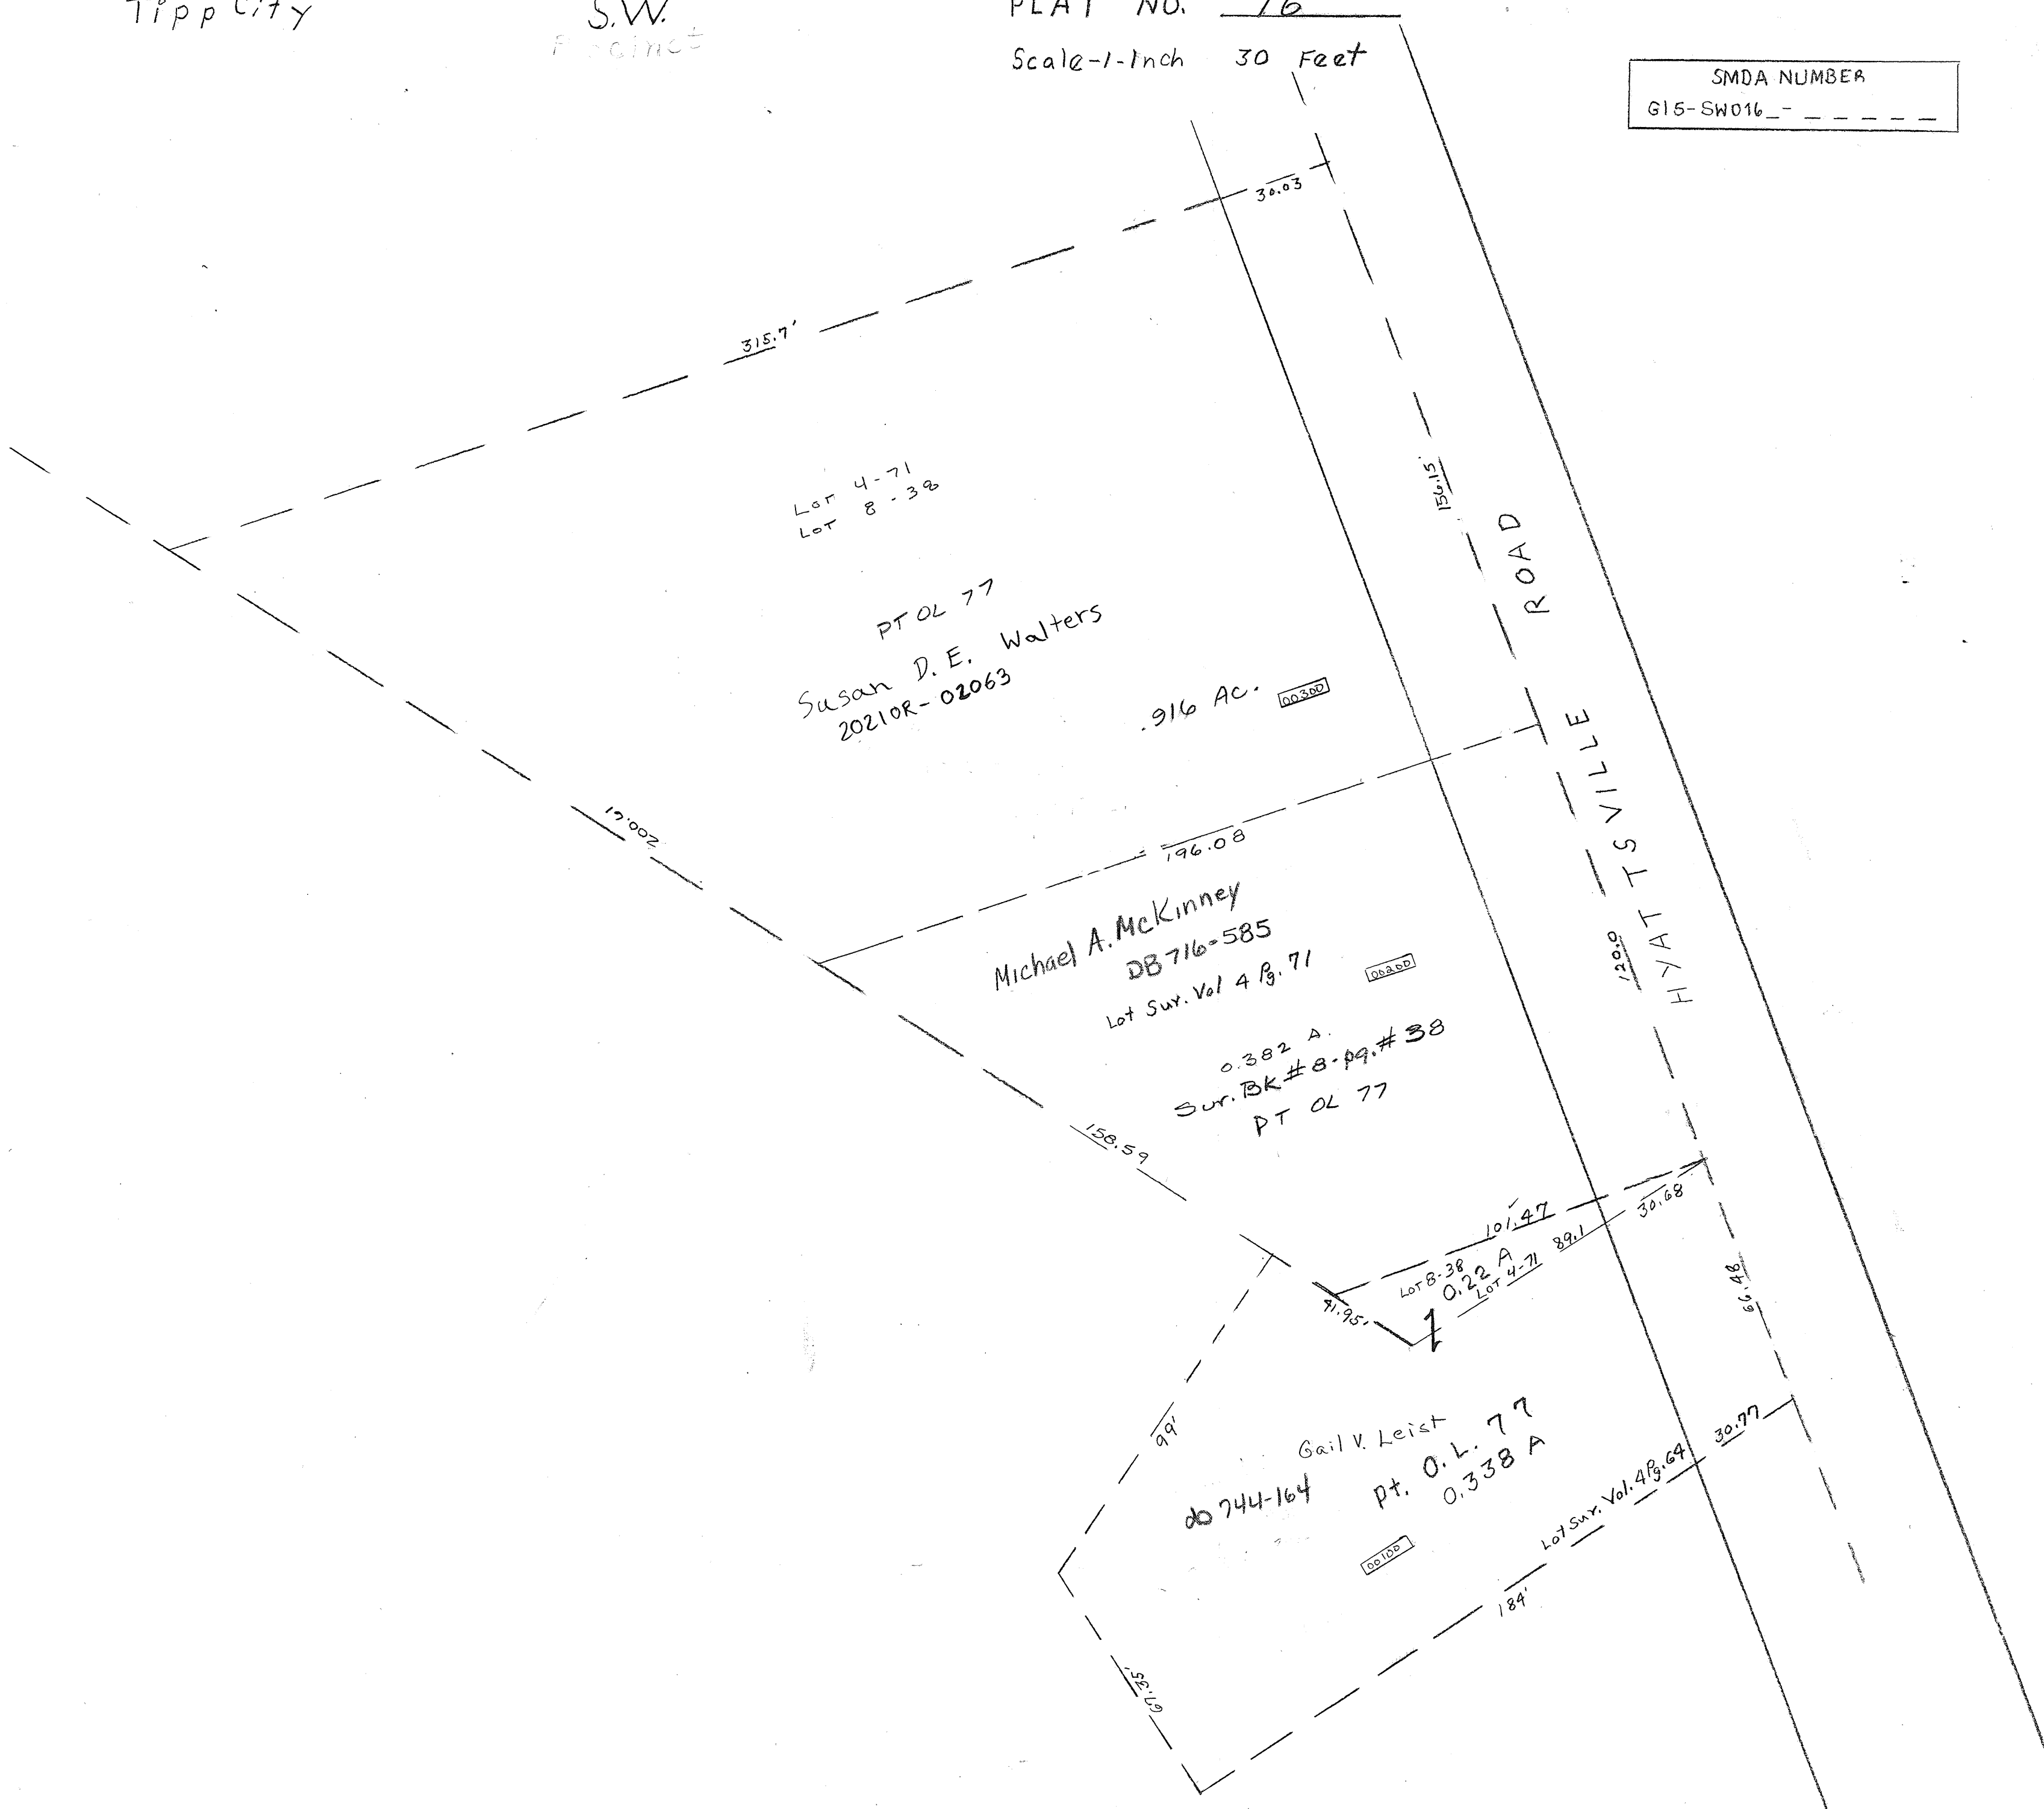 Tipp City
S.W.
Precinct
PLAT NO. 16
Scale-1-Inch 30 Feet
SMDA NUMBER
G15-SW016_-_ _ _ _ _
30.03
315.7'
156.15'
LOT 4-71
LOT 8-38
PT OL 77
Susan D. E. Walters
2021OR-02063
.916 AC.
00300
HYATTSVILLE ROAD
200.61
196.08
Michael A. McKinney
DB 716-585
Lot Sur. Vol 4 Pg. 71
00200
0.382 A.
Sur. BK #8-pg. #38
PT OL 77
120.0
158.59
101.47
30.68
LOT 8-38
0.22 A
LOT 4-71
89.1
41.95'
1
66.48
99'
Gail V. Leist
do 744-164
Pt. O.L. 77
0.338 A
00100
30.77
Lot Sur. Vol. 4 Pg. 64
184'
67.35'